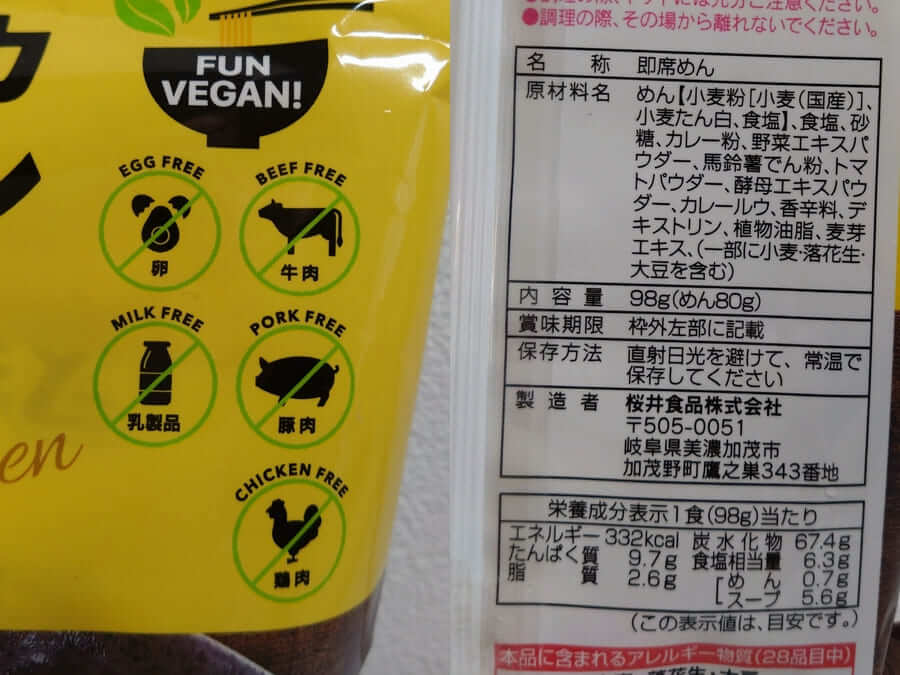 FUN
VEGAN!
EGG FREE
卵
BEEF FREE
牛肉
MILK FREE
乳製品
PORK FREE
豚肉
CHICKEN FREE
鶏肉
en
●調理の際、その場から離れないでください。
名称 即席めん
原材料名 めん【小麦粉[小麦(国産)]、
小麦たん白、食塩】、食塩、砂
糖、カレー粉、野菜エキスパ
ウダー、馬鈴薯でん粉、トマ
トパウダー、酵母エキスパウ
ダー、カレールウ、香辛料、デ
キストリン、植物油脂、麦芽
エキス、(一部に小麦・落花生・
大豆を含む)
内容量 98g(めん80g)
賞味期限 枠外左部に記載
保存方法 直射日光を避けて、常温で
保存してください
製造者 桜井食品株式会社
〒505-0051
岐阜県美濃加茂市
加茂野町鷹之巣343番地
栄養成分表示1食(98g)当たり
エネルギー 332kcal 炭水化物 67.4g
たんぱく質 9.7g 食塩相当量 6.3g
脂質 2.6g [めん 0.7g
スープ 5.6g
(この表示値は、目安です。)
本品に含まれるアレルギー物質(28品目中)